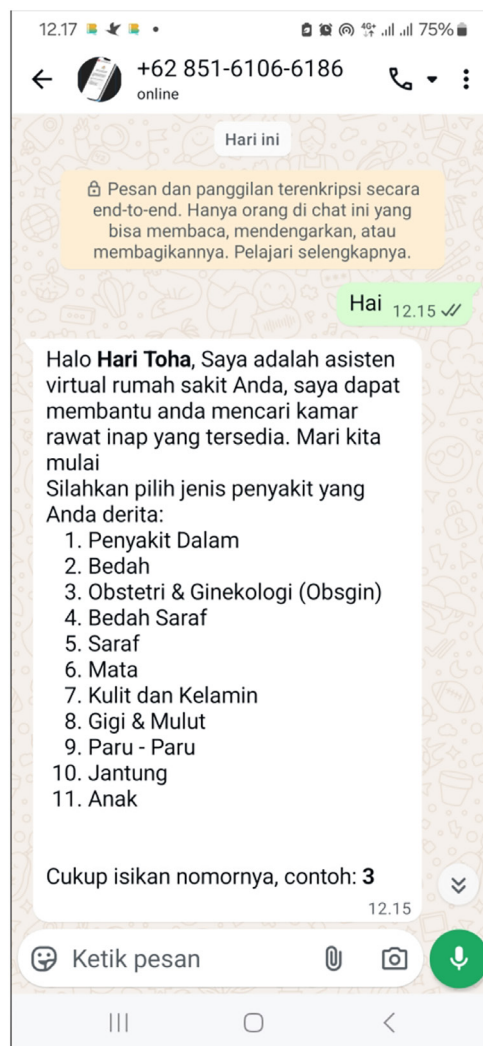 12.17
4G+ 75%
+62 851-6106-6186
online
Hari ini
Pesan dan panggilan terenkripsi secara
end-to-end. Hanya orang di chat ini yang
bisa membaca, mendengarkan, atau
membagikannya. Pelajari selengkapnya.
Hai 12.15
Halo Hari Toha, Saya adalah asisten
virtual rumah sakit Anda, saya dapat
membantu anda mencari kamar
rawat inap yang tersedia. Mari kita
mulai
Silahkan pilih jenis penyakit yang
Anda derita:
1. Penyakit Dalam
2. Bedah
3. Obstetri & Ginekologi (Obsgin)
4. Bedah Saraf
5. Saraf
6. Mata
7. Kulit dan Kelamin
8. Gigi & Mulut
9. Paru - Paru
10. Jantung
11. Anak
Cukup isikan nomornya, contoh: 3
12.15
Ketik pesan